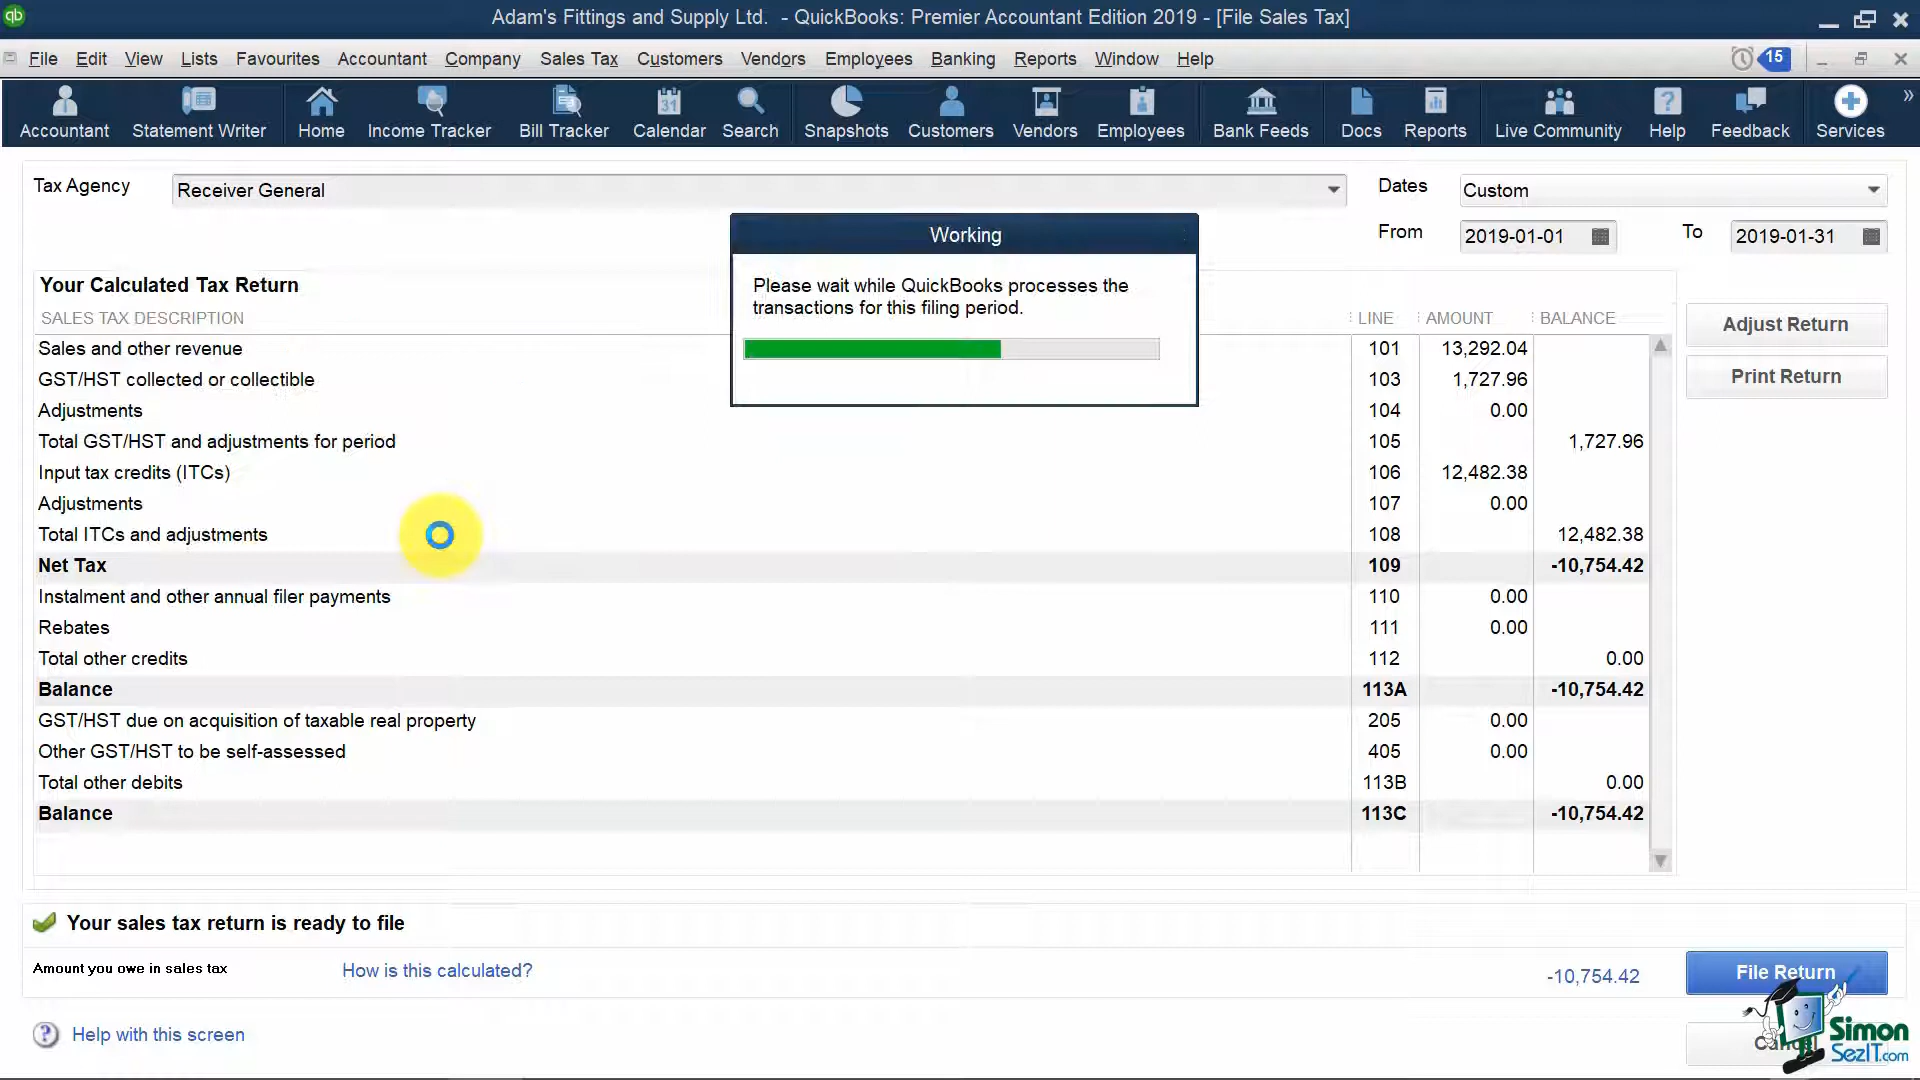 qb Adam's Fittings and Supply Ltd. - QuickBooks: Premier Accountant Edition 2019 - [File Sales Tax]
File Edit View Lists Favourites Accountant Company Sales Tax Customers Vendors Employees Banking Reports Window Help 15
Accountant Statement Writer Home Income Tracker Bill Tracker 31 Calendar Search Snapshots Customers Vendors Employees Bank Feeds Docs Reports Live Community ? Help Feedback Services »
Tax Agency Receiver General Dates Custom
From 2019-01-01 To 2019-01-31
Working
Please wait while QuickBooks processes the
transactions for this filing period.
Your Calculated Tax Return
SALES TAX DESCRIPTION LINE AMOUNT BALANCE
Sales and other revenue 101 13,292.04
GST/HST collected or collectible 103 1,727.96
Adjustments 104 0.00
Total GST/HST and adjustments for period 105 1,727.96
Input tax credits (ITCs) 106 12,482.38
Adjustments 107 0.00
Total ITCs and adjustments 108 12,482.38
Net Tax 109 -10,754.42
Instalment and other annual filer payments 110 0.00
Rebates 111 0.00
Total other credits 112 0.00
Balance 113A -10,754.42
GST/HST due on acquisition of taxable real property 205 0.00
Other GST/HST to be self-assessed 405 0.00
Total other debits 113B 0.00
Balance 113C -10,754.42
Adjust Return
Print Return
Your sales tax return is ready to file
Amount you owe in sales tax How is this calculated? -10,754.42 File Return
? Help with this screen
Simon
SezIT.com